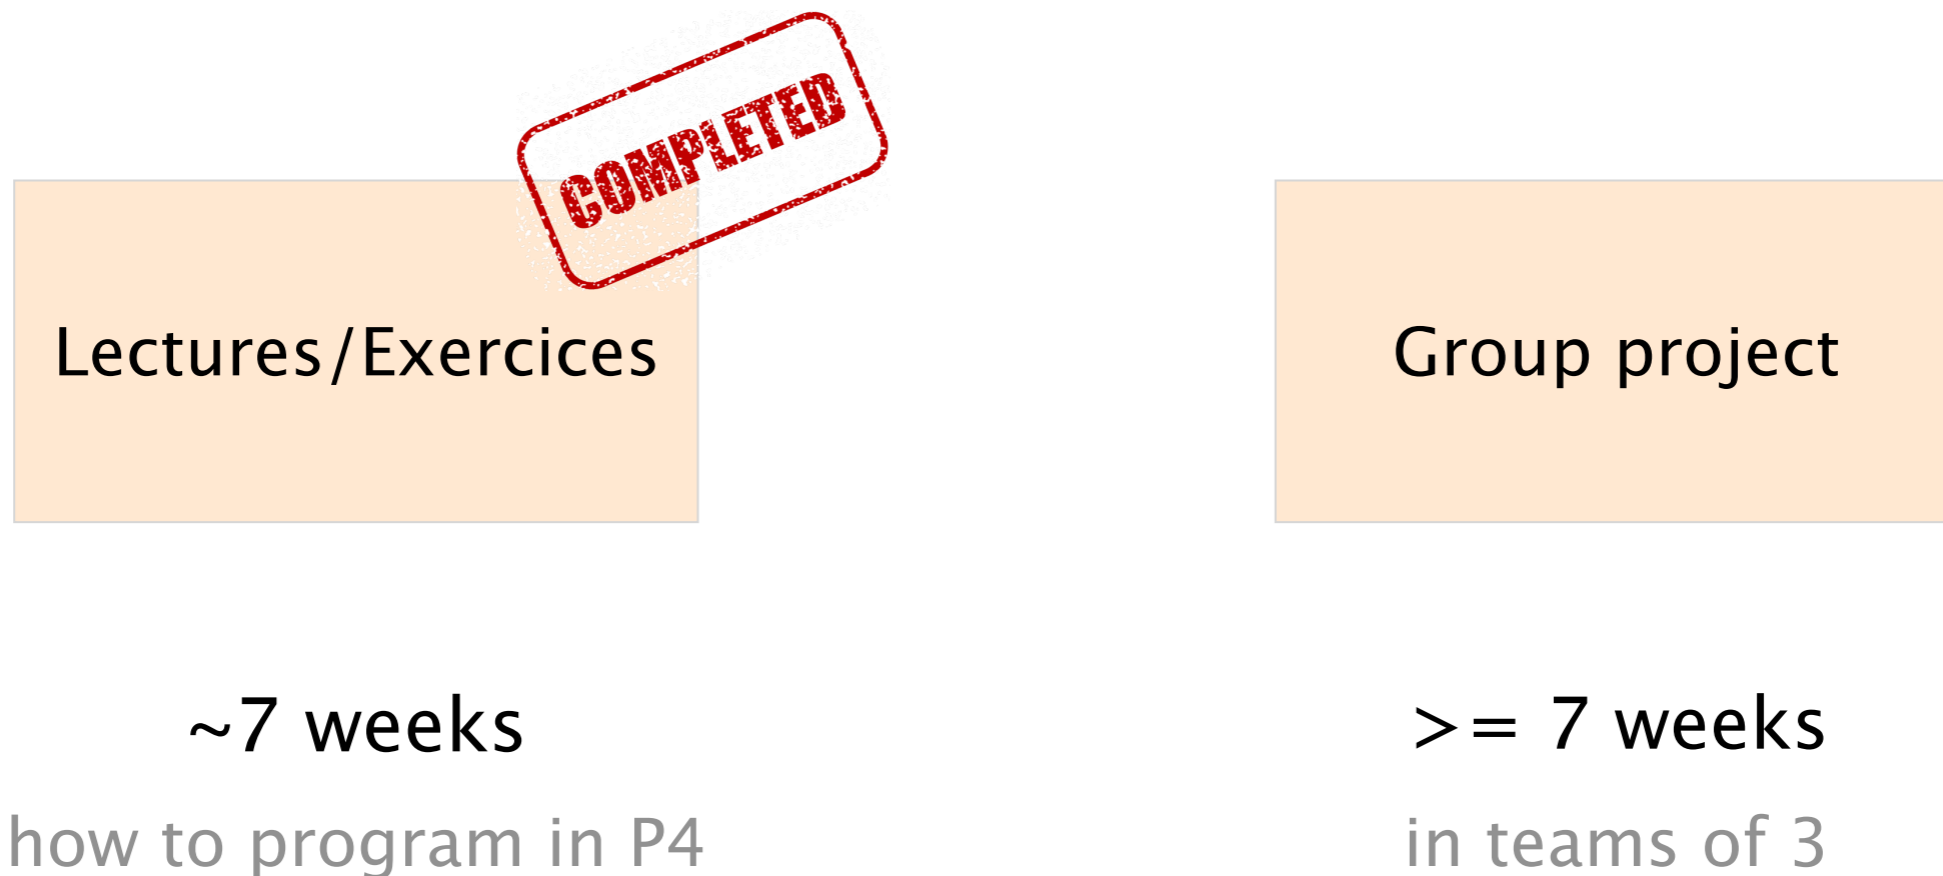 COMPLETED
Lectures/Exercices
Group project
~7 weeks
>= 7 weeks
how to program in P4
in teams of 3